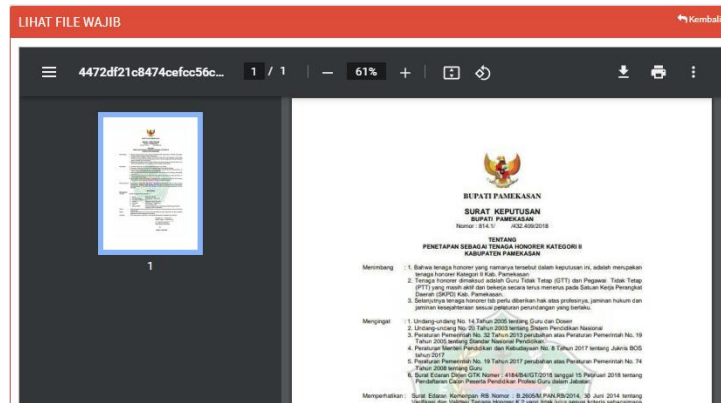 LIHAT FILE WAJIB
Kembali
4472df21c8474cefcc56c... 1 / 1 — 61% +
1
BUPATI PAMEKASAN
SURAT KEPUTUSAN
BUPATI PAMEKASAN
Nomor : 814.1/ /432.409/2018
TENTANG
PENETAPAN SEBAGAI TENAGA HONORER KATEGORI II
KABUPATEN PAMEKASAN
Menimbang : 1. Bahwa tenaga honorer yang namanya tersebut dalam keputusan ini, adalah merupakan
tenaga honorer Kategori II Kab. Pamekasan
2. Tenaga honorer dimaksud adalah Guru Tidak Tetap (GTT) dan Pegawai Tidak Tetap
(PTT) yang masih aktif dan bekerja secara terus menerus pada Satuan Kerja Perangkat
Daerah (SKPD) Kab. Pamekasan.
3. Selanjutnya tenaga honorer tsb perlu diberikan hak atas profesinya, jaminan hukum dan
jaminan kesejahteraan sesuai peraturan perundangan yang berlaku.
Mengingat : 1. Undang-undang No. 14 Tahun 2005 tentang Guru dan Dosen
2. Undang-undang No. 20 Tahun 2003 tentang Sistem Pendidikan Nasional
3. Peraturan Pemerintah No. 32 Tahun 2013 perubahan atas Peraturan Pemerintah No. 19
Tahun 2005 tentang Standar Nasional Pendidikan
4. Peraturan Menteri Pendidikan dan Kebudayaan No. 8 Tahun 2017 tentang Juknis BOS
tahun 2017
5. Peraturan Pemerintah No. 19 Tahun 2017 perubahan atas Peraturan Pemerintah No. 74
Tahun 2008 tentang Guru
6. Surat Edaran Dirjen GTK Nomor : 4184/B4/GT/2018 tanggal 15 Pebruari 2018 tentang
Pendaftaran Calon Peserta Pendidikan Profesi Guru dalam Jabatan
Memperhatikan : Surat Edaran Kemenpan RB Nomor : B.2605/M.PAN.RB/2014, 30 Juni 2014 tentang